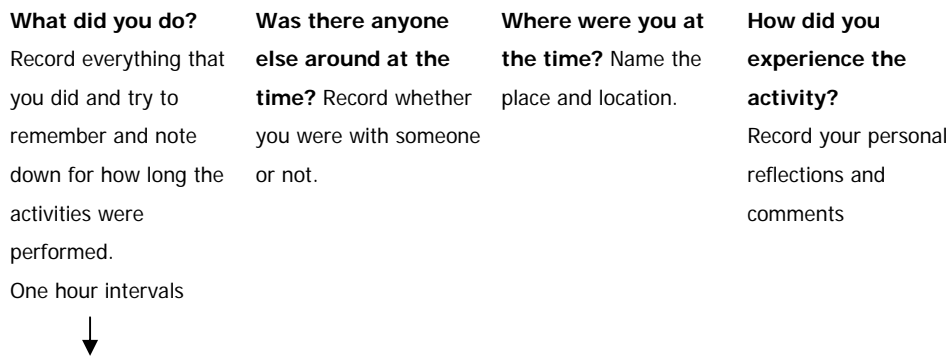 What did you do?
Record everything that
you did and try to
remember and note
down for how long the
activities were
performed.
One hour intervals
Was there anyone
else around at the
time? Record whether
you were with someone
or not.
Where were you at
the time? Name the
place and location.
How did you
experience the
activity?
Record your personal
reflections and
comments